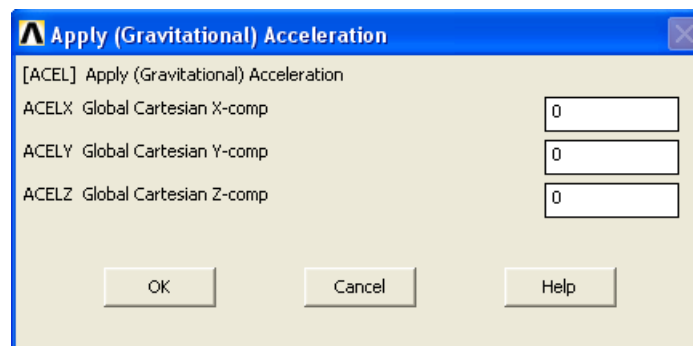 Apply (Gravitational) Acceleration
[ACEL] Apply (Gravitational) Acceleration
ACELX Global Cartesian X-comp 0
ACELY Global Cartesian Y-comp 0
ACELZ Global Cartesian Z-comp 0
OK Cancel Help